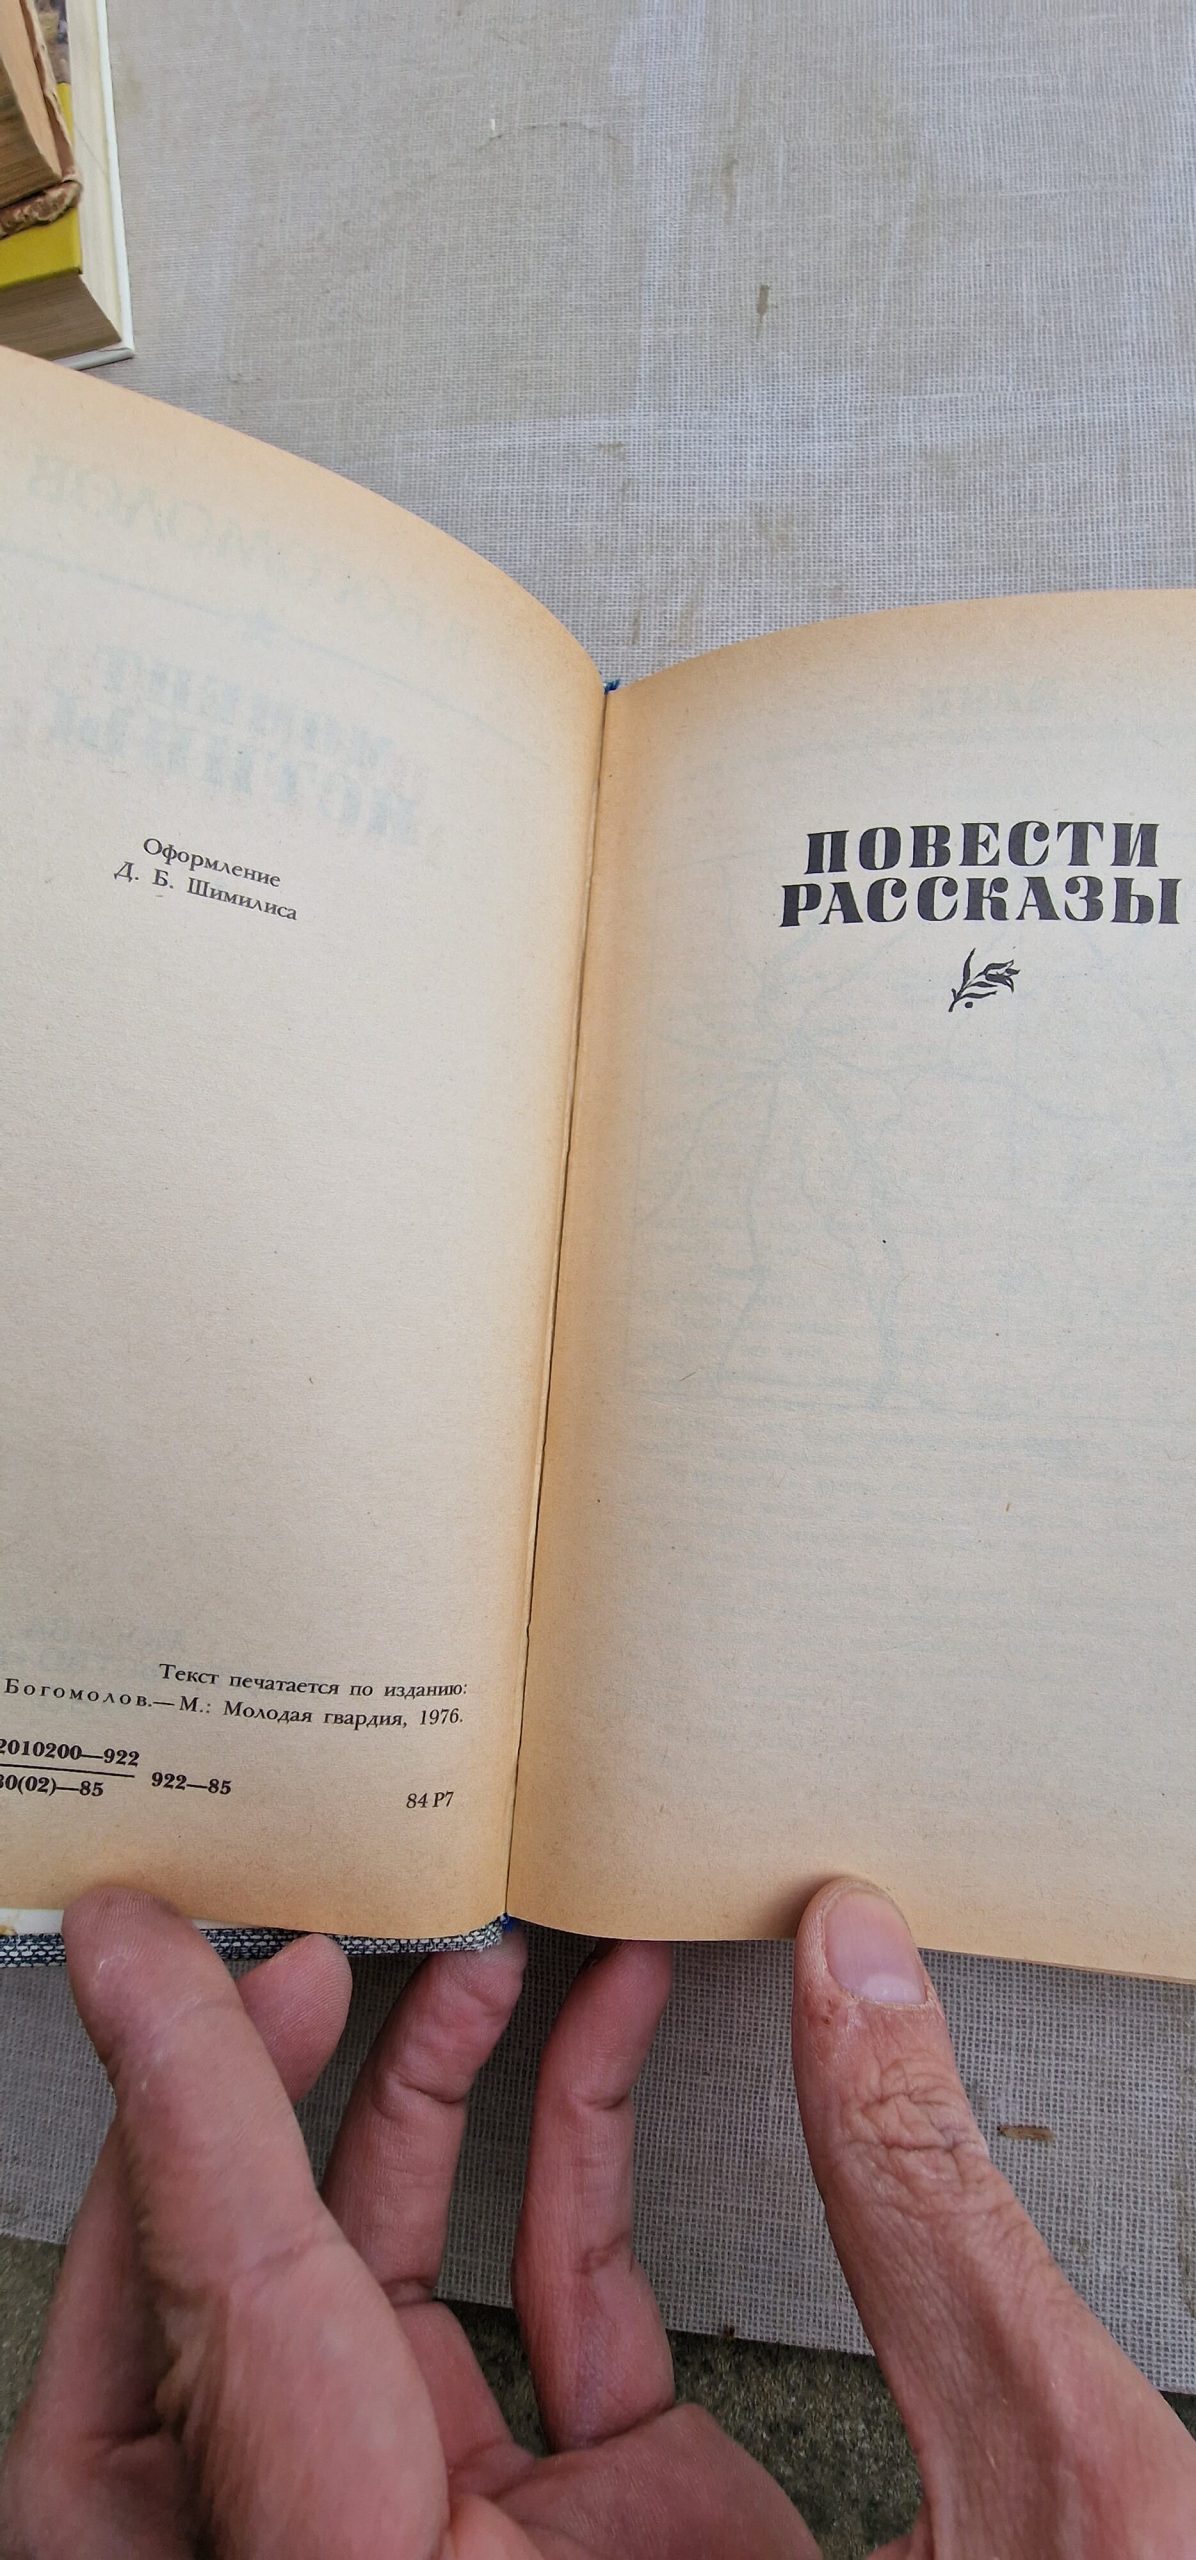 Оформление
Д. Б. Шимилиса
Текст печатается по изданию:
Богомолов.— М.: Молодая гвардия, 1976.
2010200—922
30(02)—85
922—85
84 Р7
ПОВЕСТИ
РАССКАЗЫ